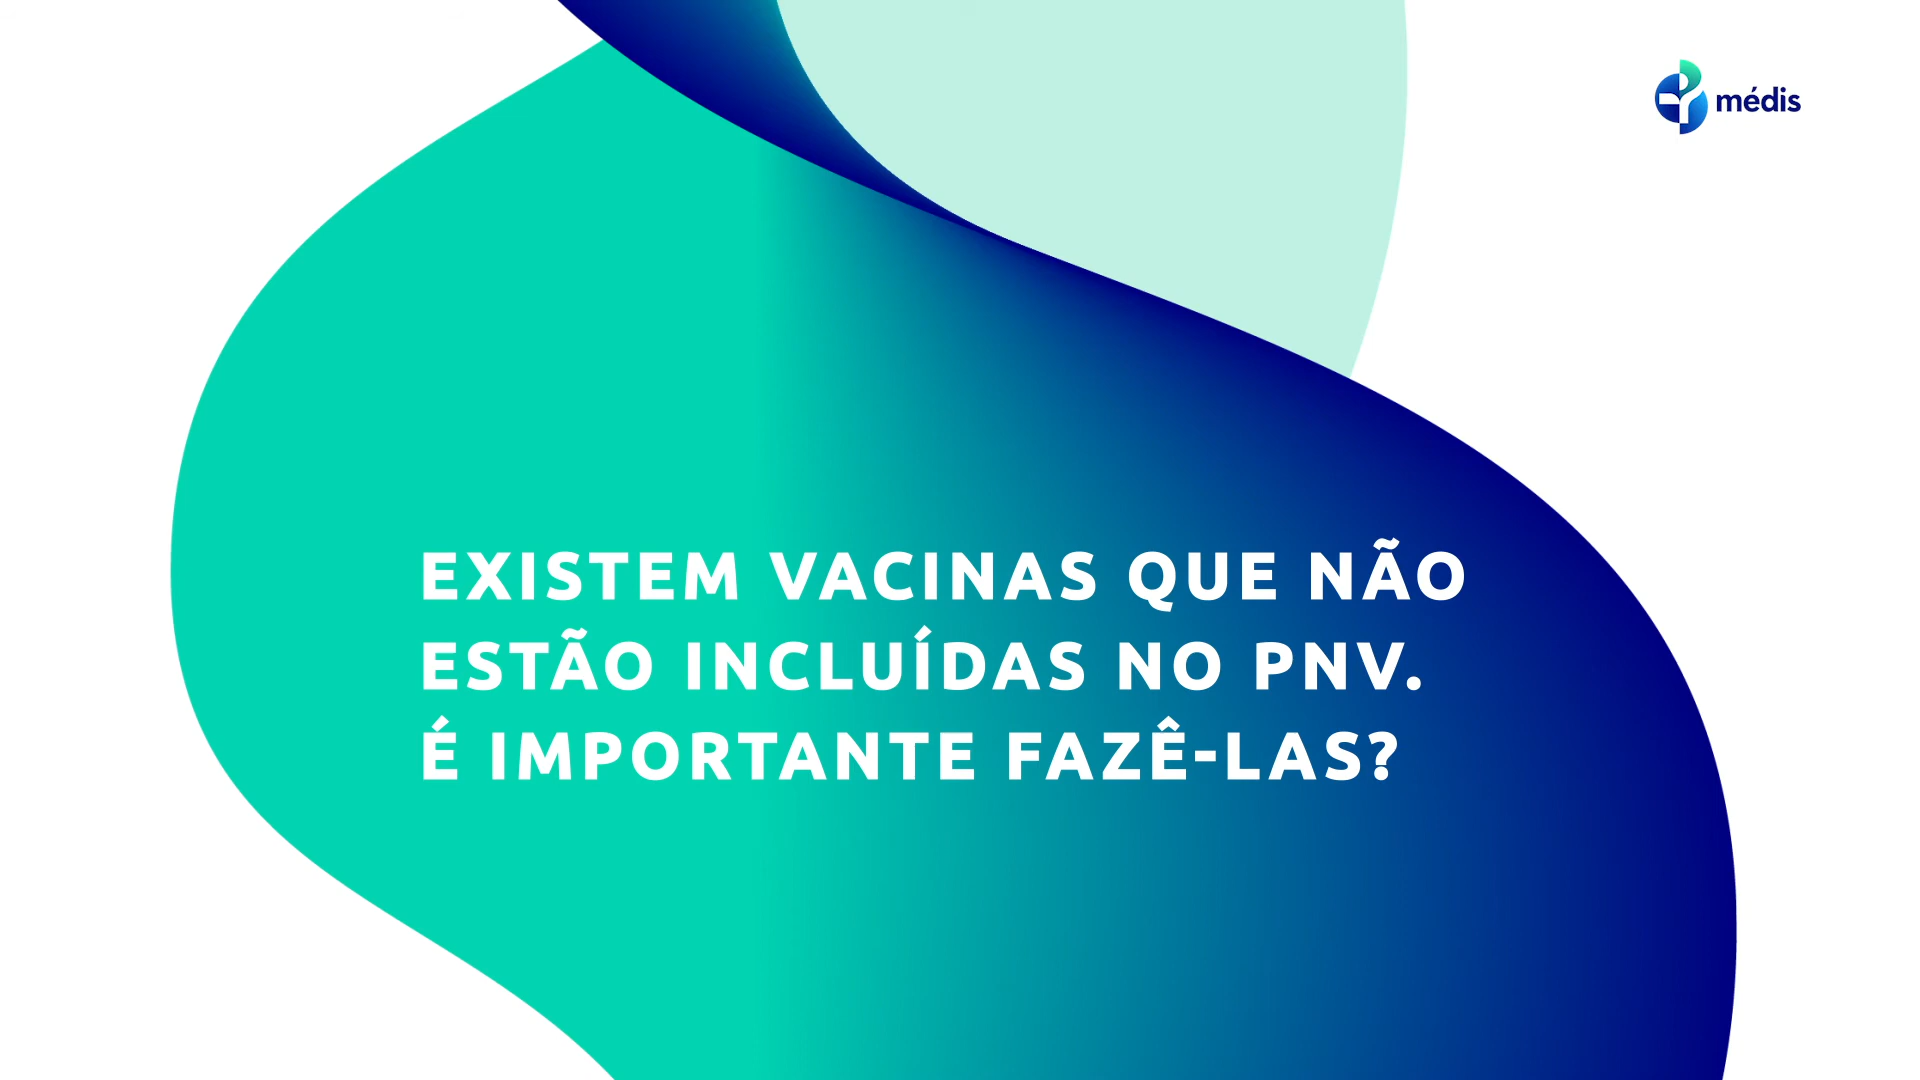 médis
EXISTEM VACINAS QUE NÃO
ESTÃO INCLUÍDAS NO PNV.
É IMPORTANTE FAZÊ-LAS?